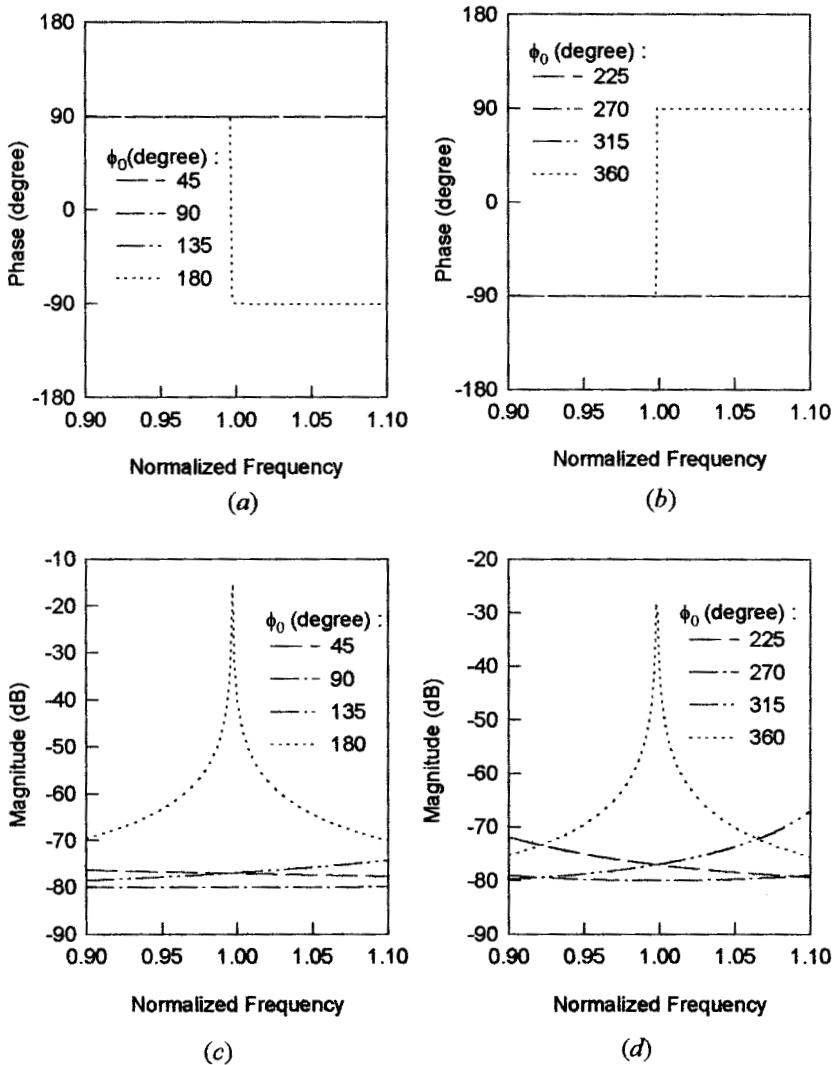 180
90
0
-90
-180
Phase (degree)
ϕ0(degree) :
45
90
135
180
0.90 0.95 1.00 1.05 1.10
Normalized Frequency
(a)
180
90
0
-90
-180
Phase (degree)
ϕ0 (degree) :
225
270
315
360
0.90 0.95 1.00 1.05 1.10
Normalized Frequency
(b)
-10
-20
-30
-40
-50
-60
-70
-80
-90
Magnitude (dB)
ϕ0 (degree) :
45
90
135
180
0.90 0.95 1.00 1.05 1.10
Normalized Frequency
(c)
-20
-30
-40
-50
-60
-70
-80
-90
Magnitude (dB)
ϕ0 (degree) :
225
270
315
360
0.90 0.95 1.00 1.05 1.10
Normalized Frequency
(d)